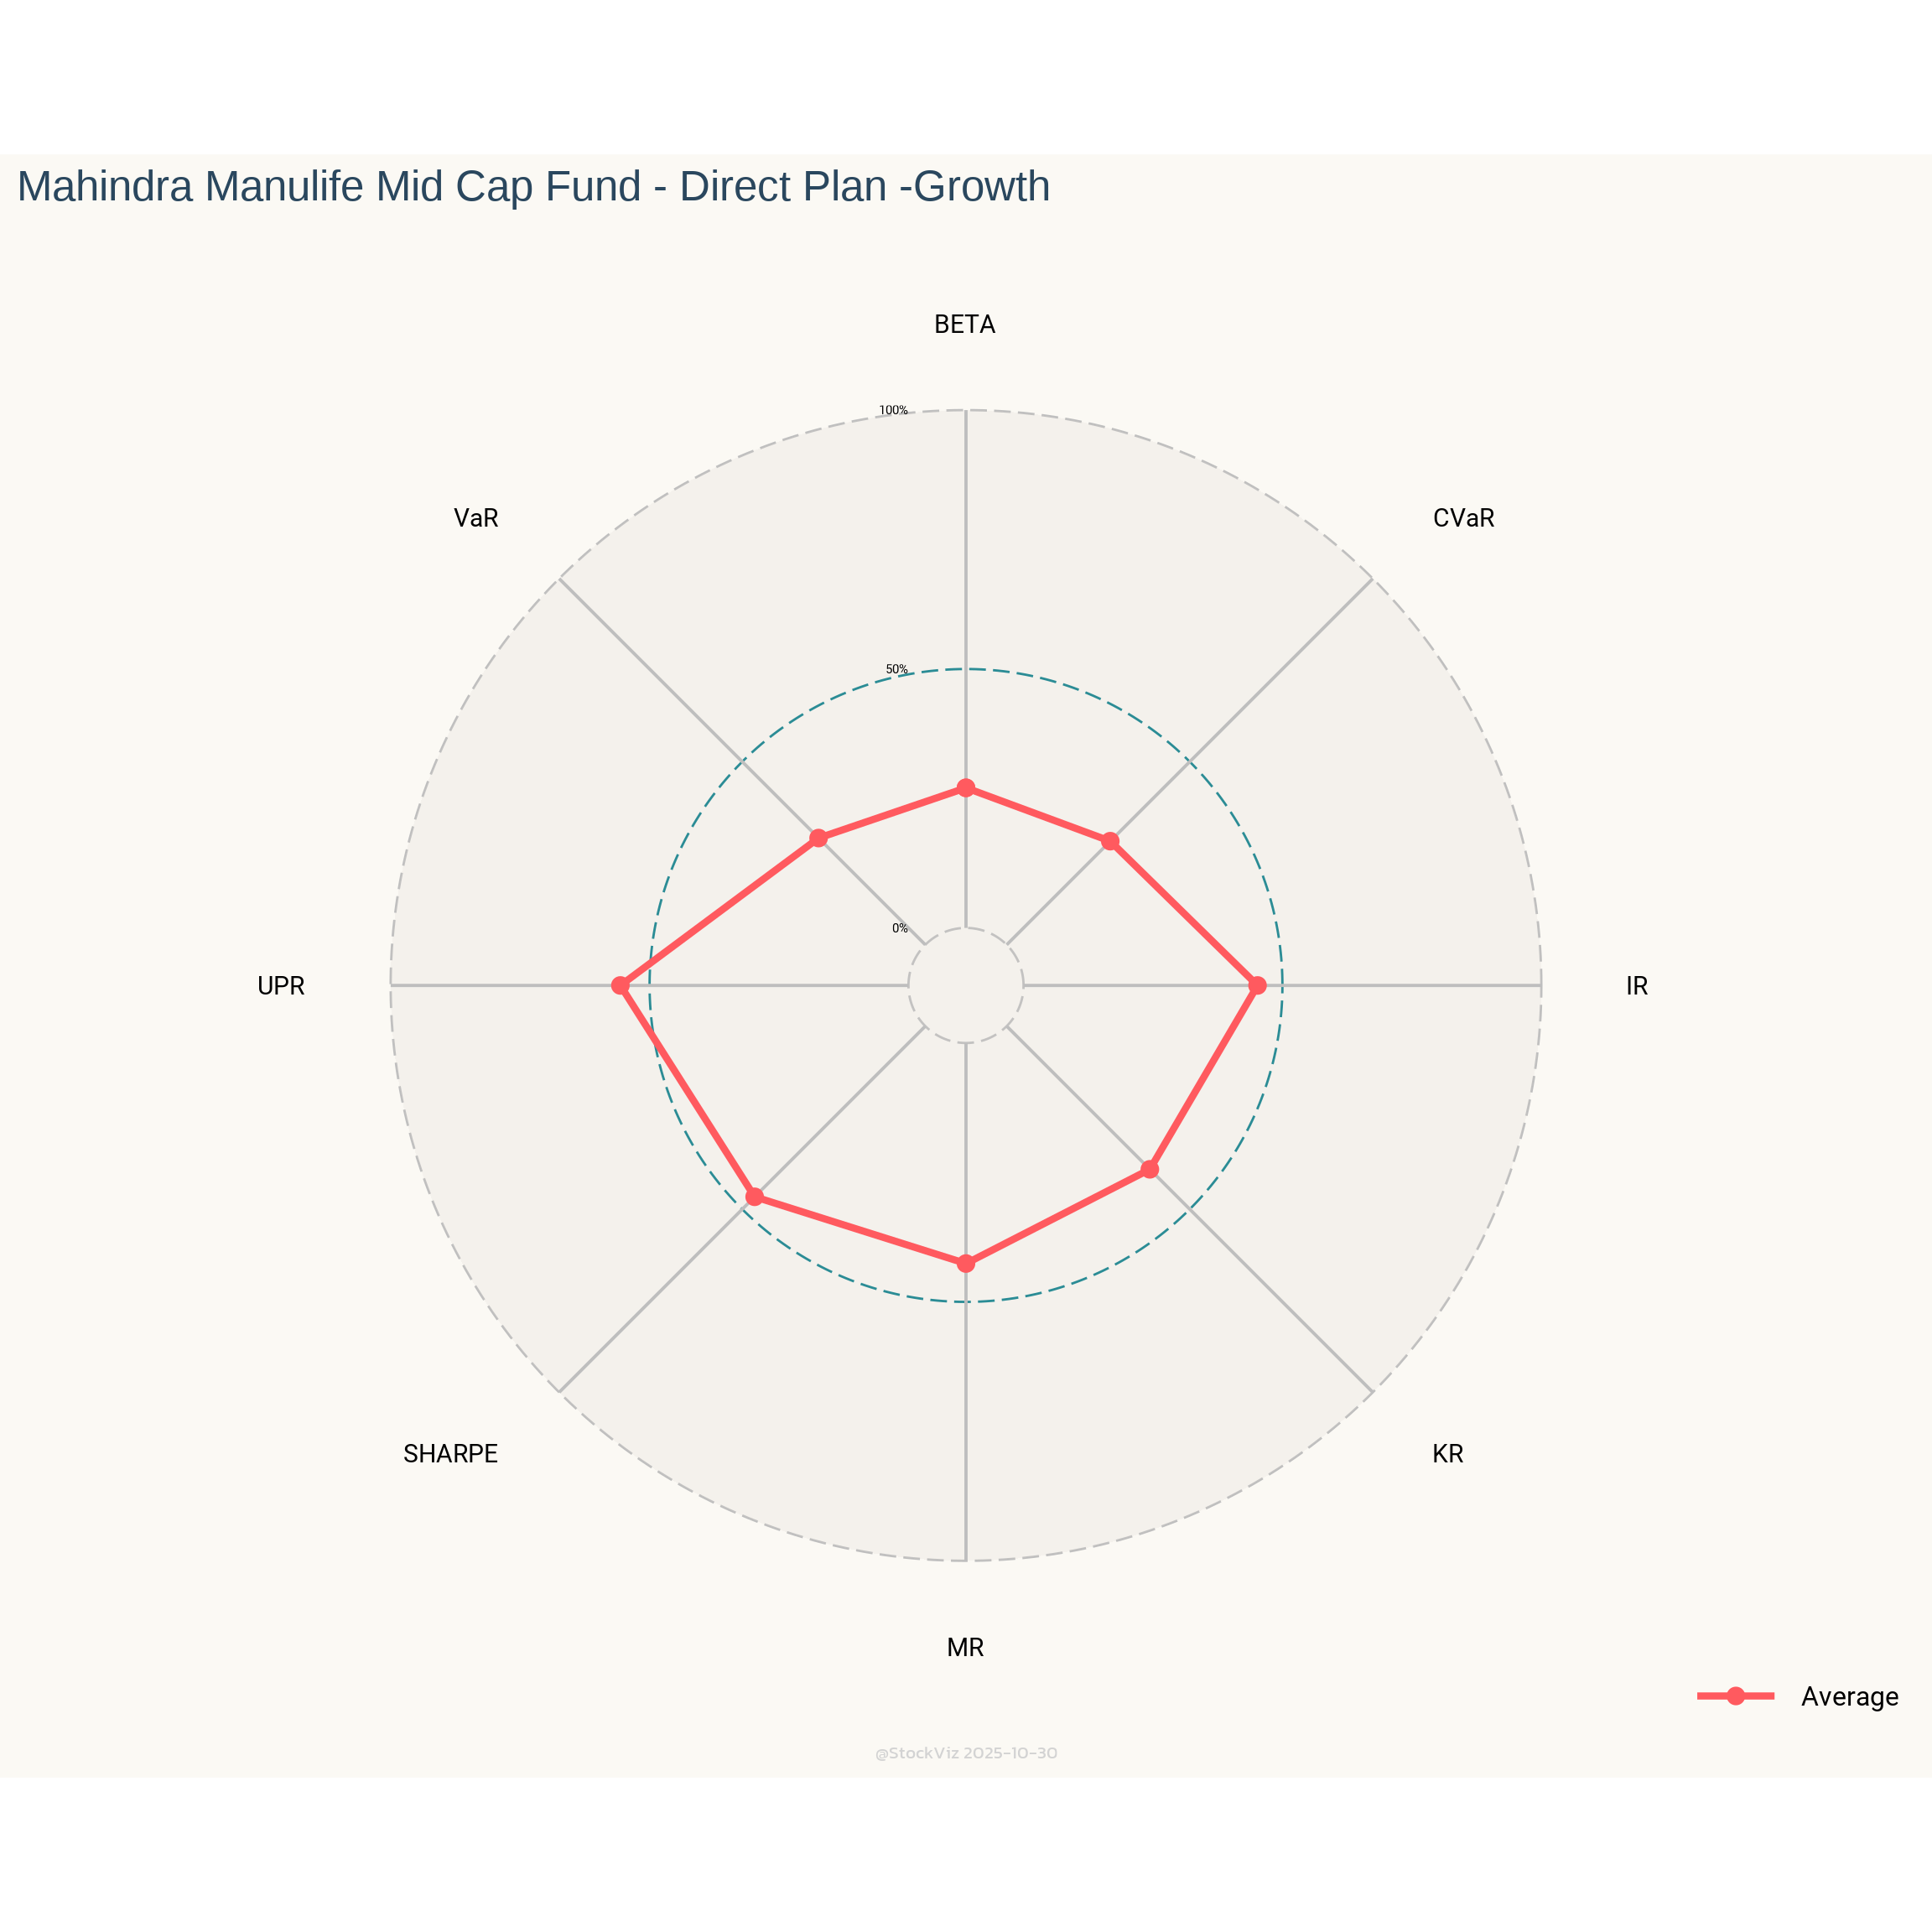 Mahindra Manulife Mid Cap Fund - Direct Plan -Growth
BETA
100%
VaR
CVaR
50%
0%
UPR
IR
SHARPE
KR
MR
Average
@StockViz 2025-10-30